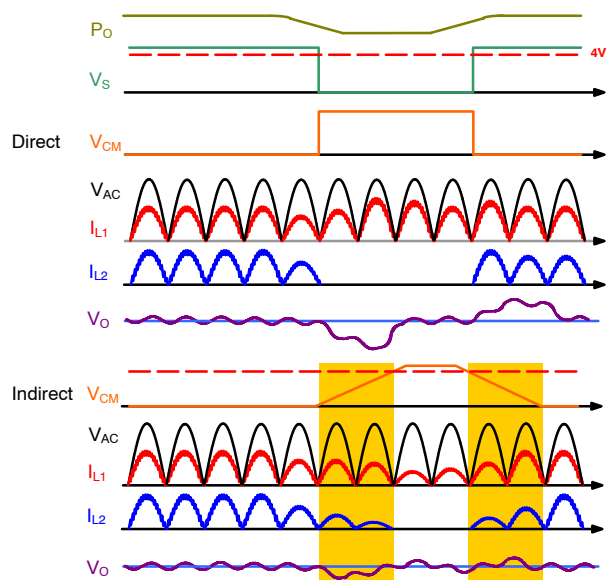 P_O
4V
V_S
Direct
V_CM
V_AC
I_L1
I_L2
V_O
Indirect
V_CM
V_AC
I_L1
I_L2
V_O